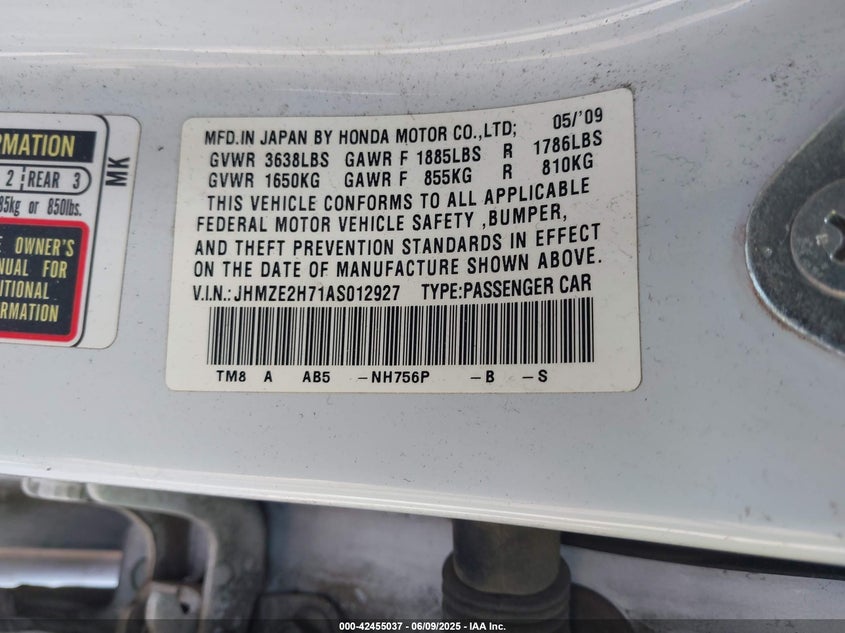 RMATION
2 REAR 3
85kg or 850lbs.
E OWNER'S
NUAL FOR
ITIONAL
RMATION
MK
MFD.IN JAPAN BY HONDA MOTOR CO.,LTD; 05/'09
GVWR 3638LBS GAWR F 1885LBS R 1786LBS
GVWR 1650KG GAWR F 855KG R 810KG
THIS VEHICLE CONFORMS TO ALL APPLICABLE
FEDERAL MOTOR VEHICLE SAFETY ,BUMPER,
AND THEFT PREVENTION STANDARDS IN EFFECT
ON THE DATE OF MANUFACTURE SHOWN ABOVE.
V.I.N.: JHMZE2H71AS012927 TYPE:PASSENGER CAR
TM8 A AB5 -NH756P -B -S
000-42455037 - 06/09/2025 - IAA Inc.